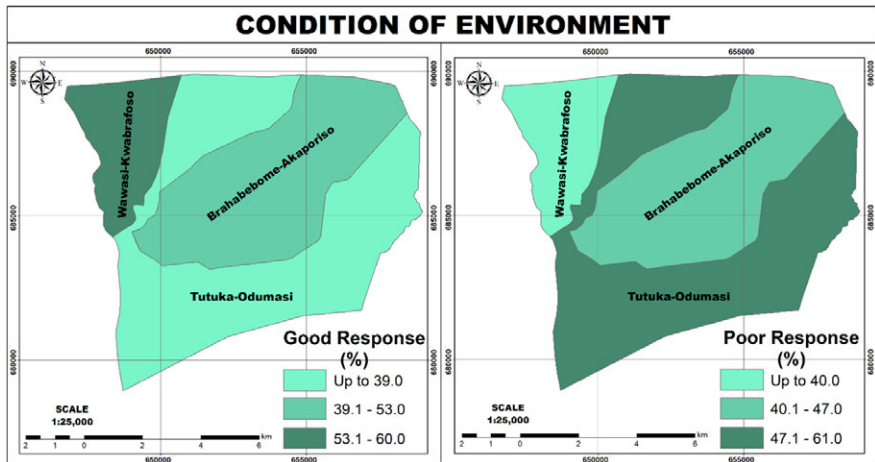 CONDITION OF ENVIRONMENT
650000 655000
690000
N
W E
S
Wawasi-Kwabrafoso
Brahabebome-Akaporiso
685000
Tutuka-Odumasi
680000
Good Response
(%)
Up to 39.0
39.1 - 53.0
53.1 - 60.0
SCALE
1:25,000
2 1 0 2 4 6 km
650000 655000
650000 655000
690000
N
W E
S
Wawasi-Kwabrafoso
Brahabebome-Akaporiso
685000
685000
Tutuka-Odumasi
680000
680000
Poor Response
(%)
Up to 40.0
40.1 - 47.0
47.1 - 61.0
SCALE
1:25,000
2 1 0 2 4 6 km
650000 655000